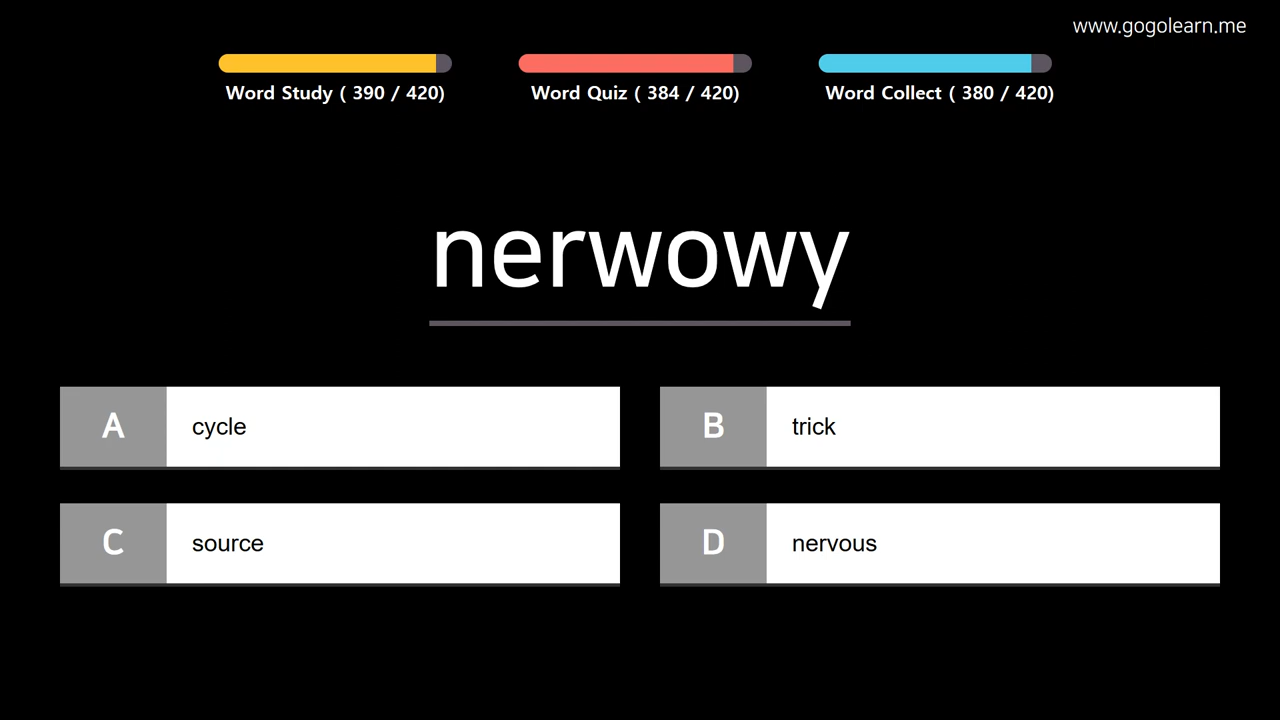 www.gogolearn.me
Word Study ( 390 / 420)
Word Quiz ( 384 / 420)
Word Collect ( 380 / 420)
nerwowy
A cycle
B trick
C source
D nervous